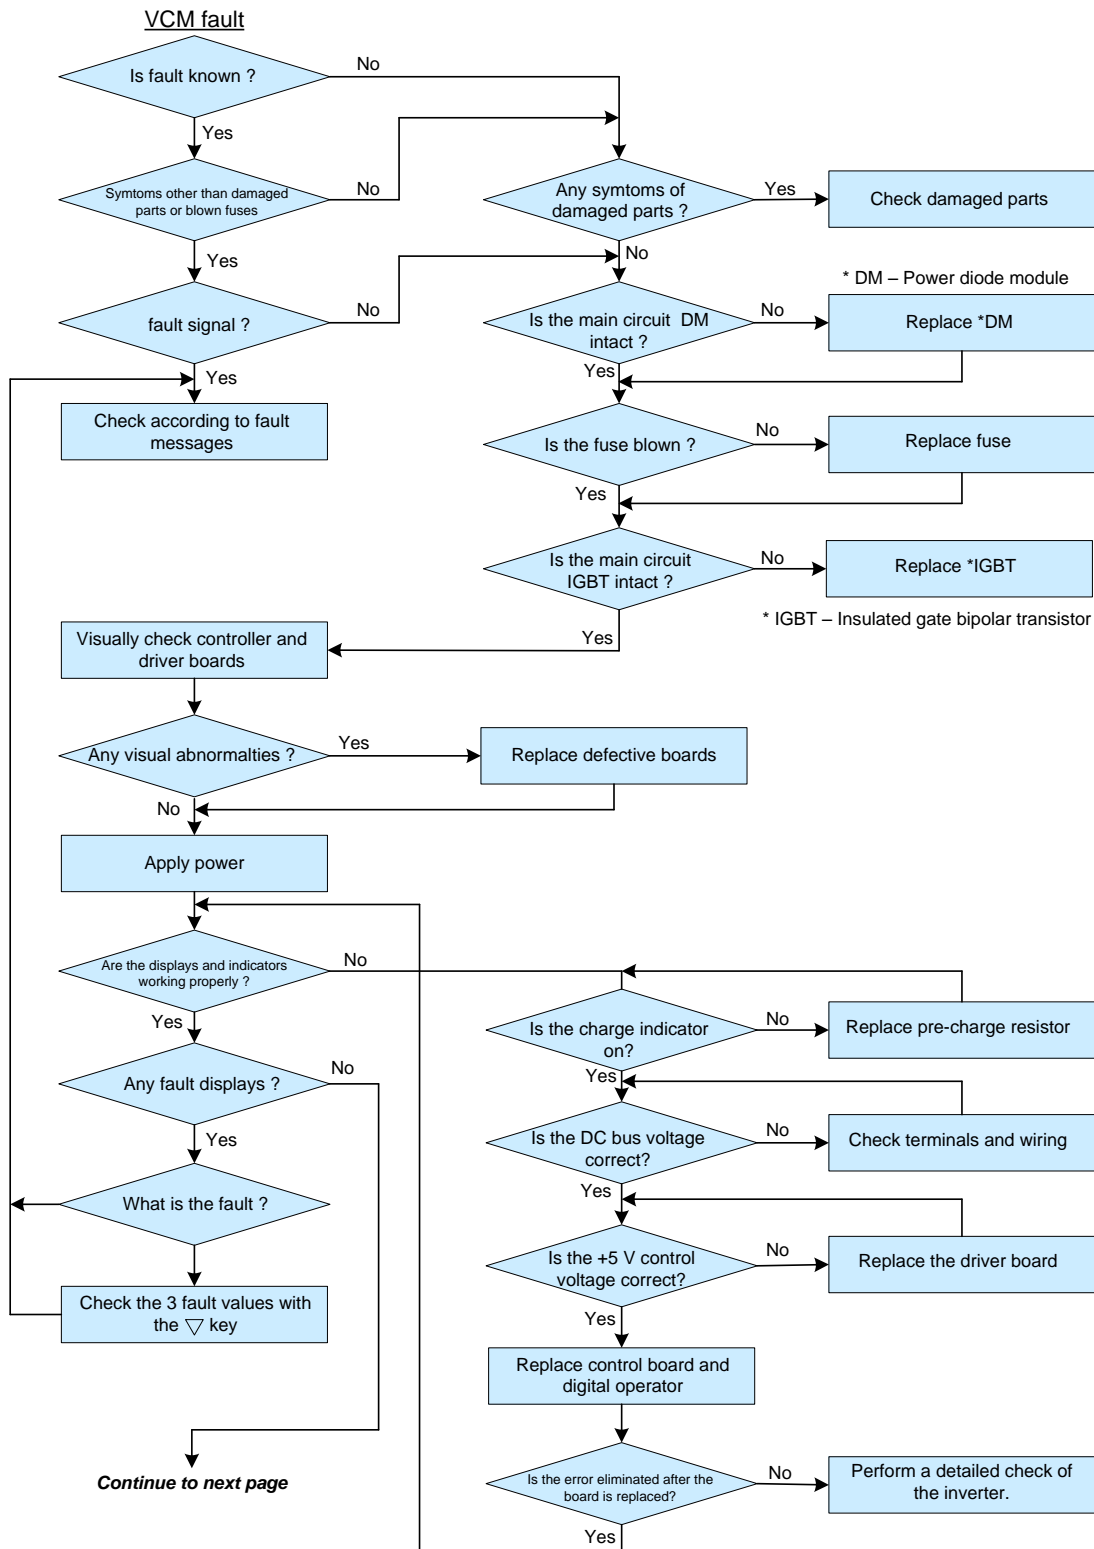 VCM fault
Is fault known ?
No
Yes
Symtoms other than damaged
parts or blown fuses
No
Any symtoms of
damaged parts ?
Yes
Check damaged parts
Yes
No
* DM – Power diode module
fault signal ?
No
Is the main circuit DM
intact ?
No
Replace *DM
Yes
Yes
Check according to fault
messages
Is the fuse blown ?
No
Replace fuse
Yes
Is the main circuit
IGBT intact ?
No
Replace *IGBT
* IGBT – Insulated gate bipolar transistor
Yes
Visually check controller and
driver boards
Any visual abnormalties ?
Yes
Replace defective boards
No
Apply power
Are the displays and indicators
working properly ?
No
Yes
Is the charge indicator
on?
No
Replace pre-charge resistor
Yes
Any fault displays ?
No
Yes
Is the DC bus voltage
correct?
No
Check terminals and wiring
Yes
What is the fault ?
Is the +5 V control
voltage correct?
No
Replace the driver board
Yes
Check the 3 fault values with
the ▽ key
Replace control board and
digital operator
Continue to next page
Is the error eliminated after the
board is replaced?
No
Perform a detailed check of
the inverter.
Yes